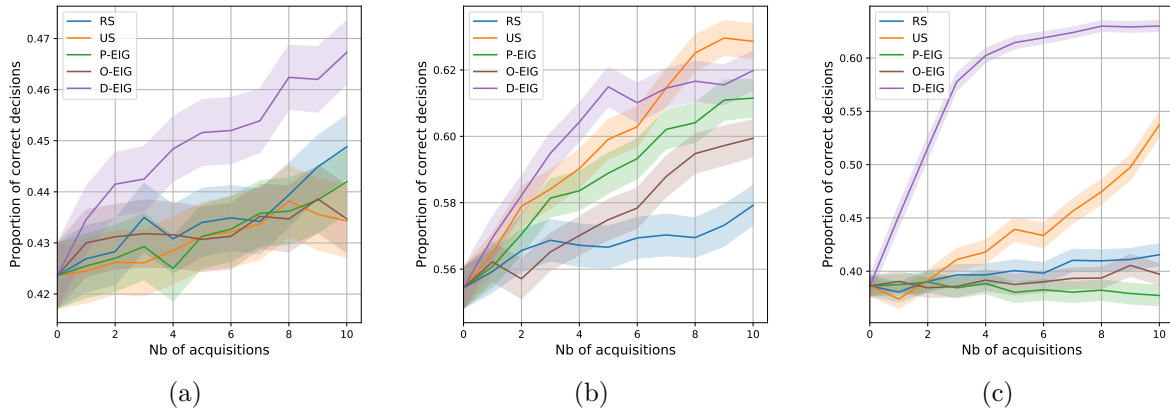 RS
US
P-EIG
O-EIG
D-EIG
Proportion of correct decisions
0.47
0.46
0.45
0.44
0.43
0.42
0 2 4 6 8 10
Nb of acquisitions
(a)
RS
US
P-EIG
O-EIG
D-EIG
Proportion of correct decisions
0.62
0.60
0.58
0.56
0 2 4 6 8 10
Nb of acquisitions
(b)
RS
US
P-EIG
O-EIG
D-EIG
Proportion of correct decisions
0.60
0.55
0.50
0.45
0.40
0 2 4 6 8 10
Nb of acquisitions
(c)